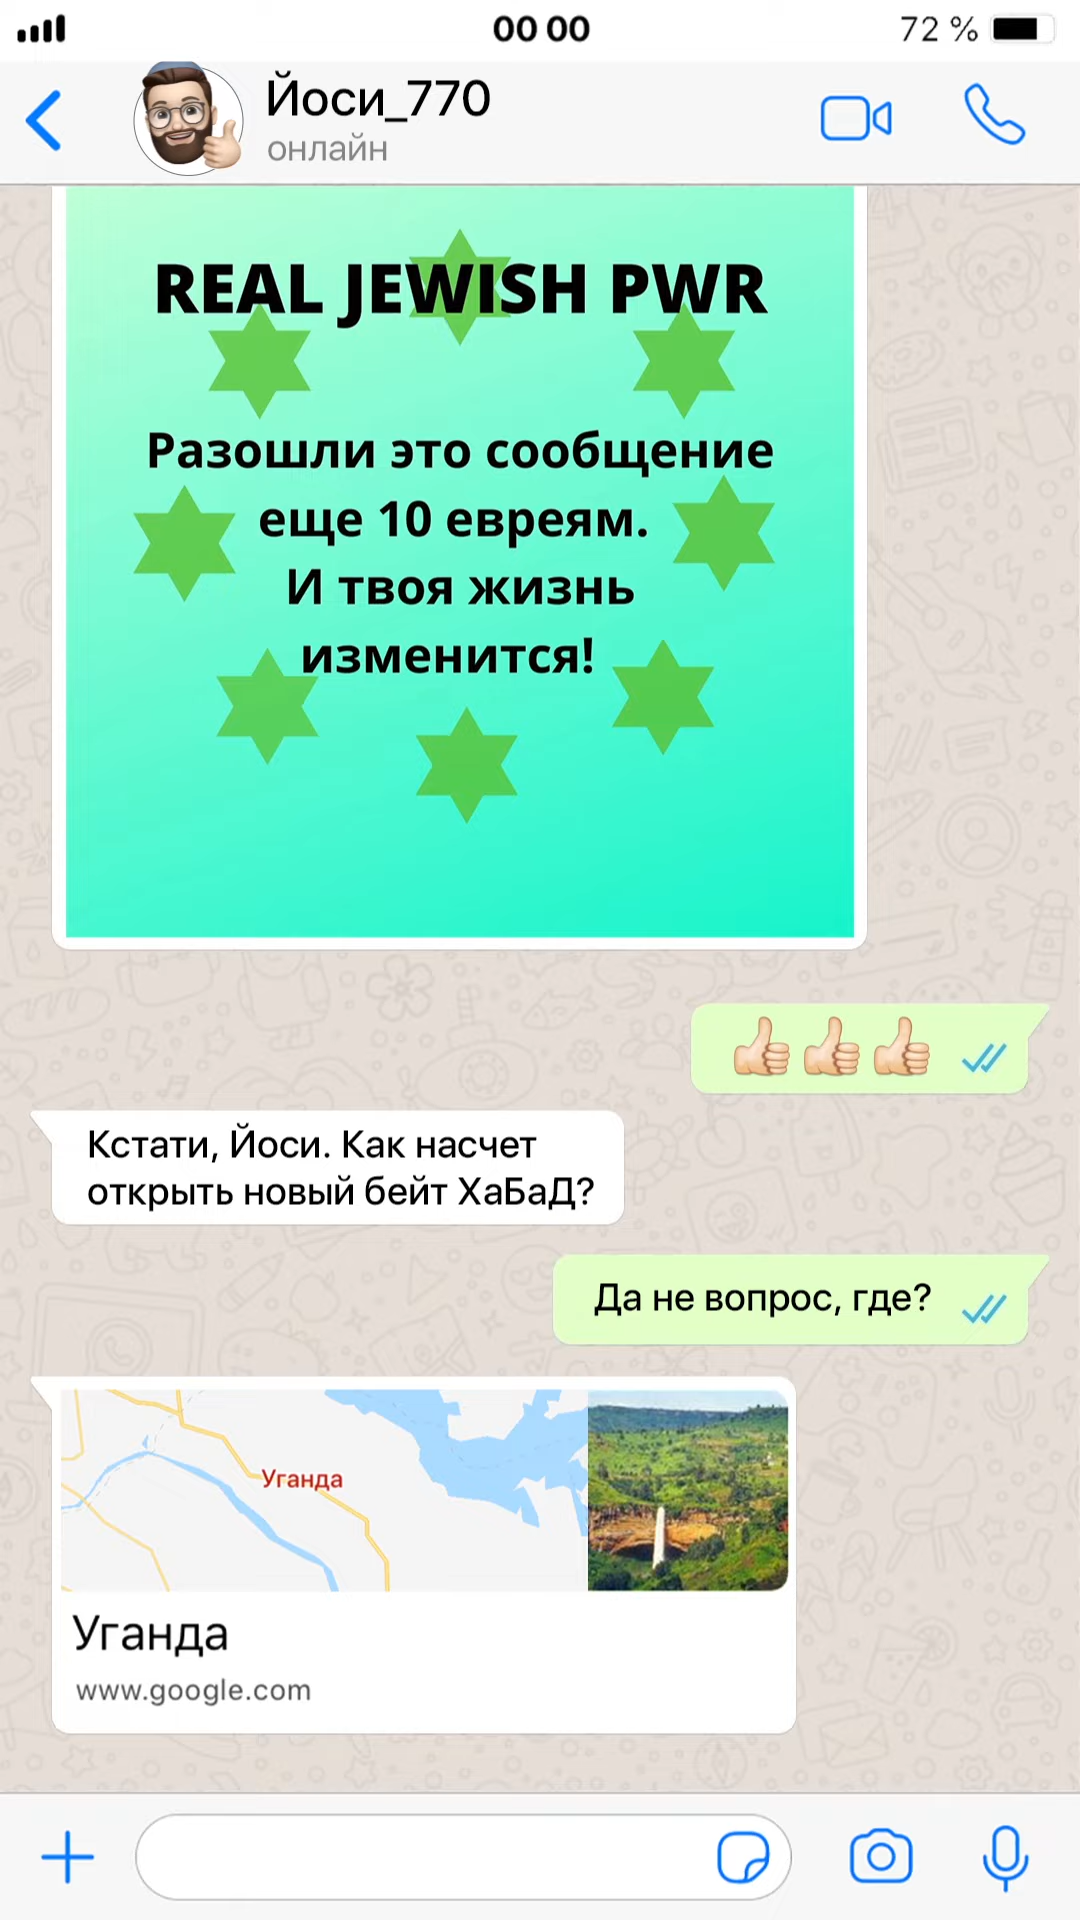 00 00
72 %
Йоси_770
онлайн
REAL JEWISH PWR
Разошли это сообщение
еще 10 евреям.
И твоя жизнь
изменится!
Кстати, Йоси. Как насчет
открыть новый бейт ХаБаД?
Да не вопрос, где?
Уганда
Уганда
www.google.com